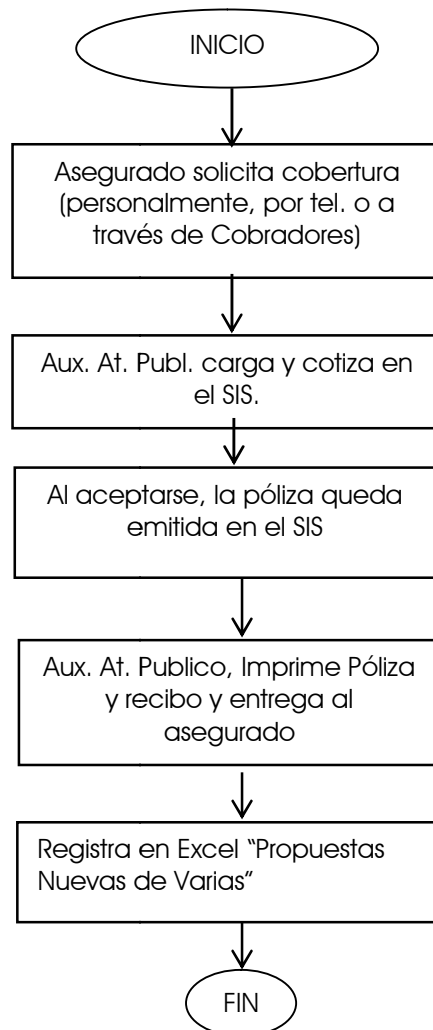 INICIO
Asegurado solicita cobertura
(personalmente, por tel. o a
través de Cobradores)
Aux. At. Publ. carga y cotiza en
el SIS.
Al aceptarse, la póliza queda
emitida en el SIS
Aux. At. Publico, Imprime Póliza
y recibo y entrega al
asegurado
Registra en Excel “Propuestas
Nuevas de Varias”
FIN